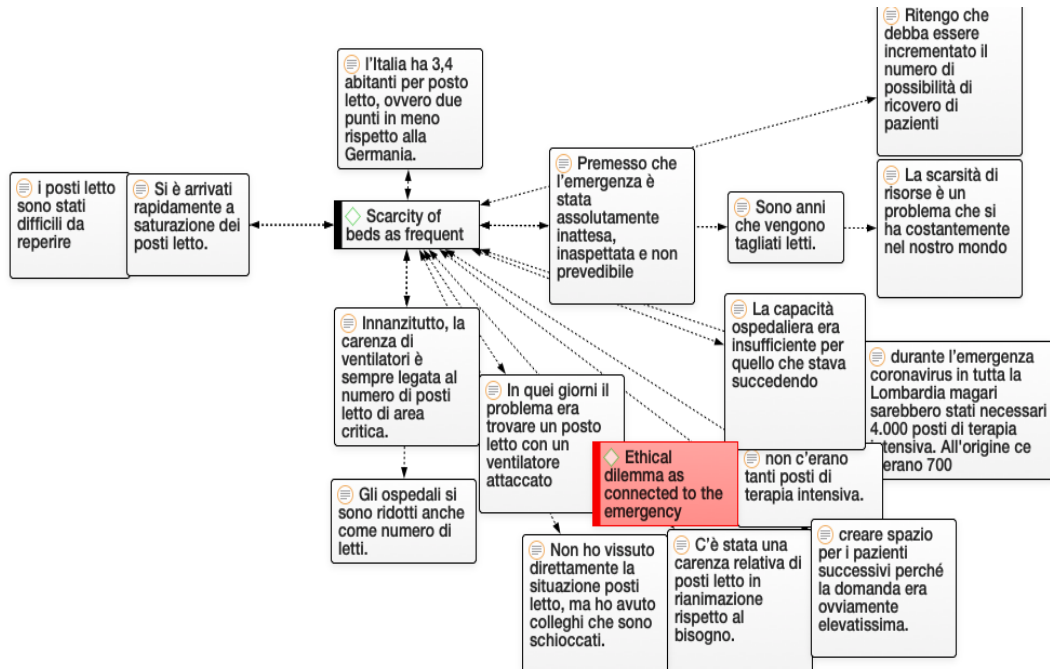 Ritengo che
debba essere
incrementato il
numero di
possibilità di
ricovero di
pazienti
l'Italia ha 3,4
abitanti per posto
letto, ovvero due
punti in meno
rispetto alla
Germania.
i posti letto
sono stati
difficili da
reperire
Si è arrivati
rapidamente a
saturazione dei
posti letto.
Scarcity of
beds as frequent
Premesso che
l'emergenza è
stata
assolutamente
inattesa,
inaspettata e non
prevedibile
Sono anni
che vengono
tagliati letti.
La scarsità di
risorse è un
problema che si
ha costantemente
nel nostro mondo
Innanzitutto, la
carenza di
ventilatori è
sempre legata al
numero di posti
letto di area
critica.
La capacità
ospedaliera era
insufficiente per
quello che stava
succedendo
durante l'emergenza
coronavirus in tutta la
Lombardia magari
sarebbero stati necessari
4.000 posti di terapia
intensiva. All'origine ce
erano 700
In quei giorni il
problema era
trovare un posto
letto con un
ventilatore
attaccato
Ethical
dilemma as
connected to the
emergency
non c'erano
tanti posti di
terapia intensiva.
Gli ospedali si
sono ridotti anche
come numero di
letti.
Non ho vissuto
direttamente la
situazione posti
letto, ma ho avuto
colleghi che sono
schioccati.
C'è stata una
carenza relativa di
posti letto in
rianimazione
rispetto al
bisogno.
creare spazio
per i pazienti
successivi perché
la domanda era
ovviamente
elevatissima.